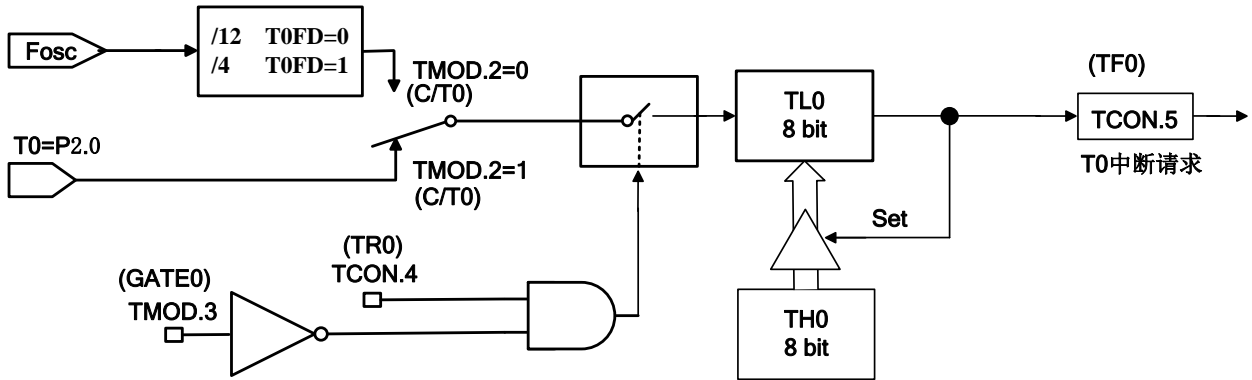 Fosc
/12 T0FD=0
/4 T0FD=1
TMOD.2=0
(C/T0)
T0=P2.0
TMOD.2=1
(C/T0)
TL0
8 bit
(TF0)
TCON.5
T0中断请求
Set
(TR0)
TCON.4
(GATE0)
TMOD.3
TH0
8 bit